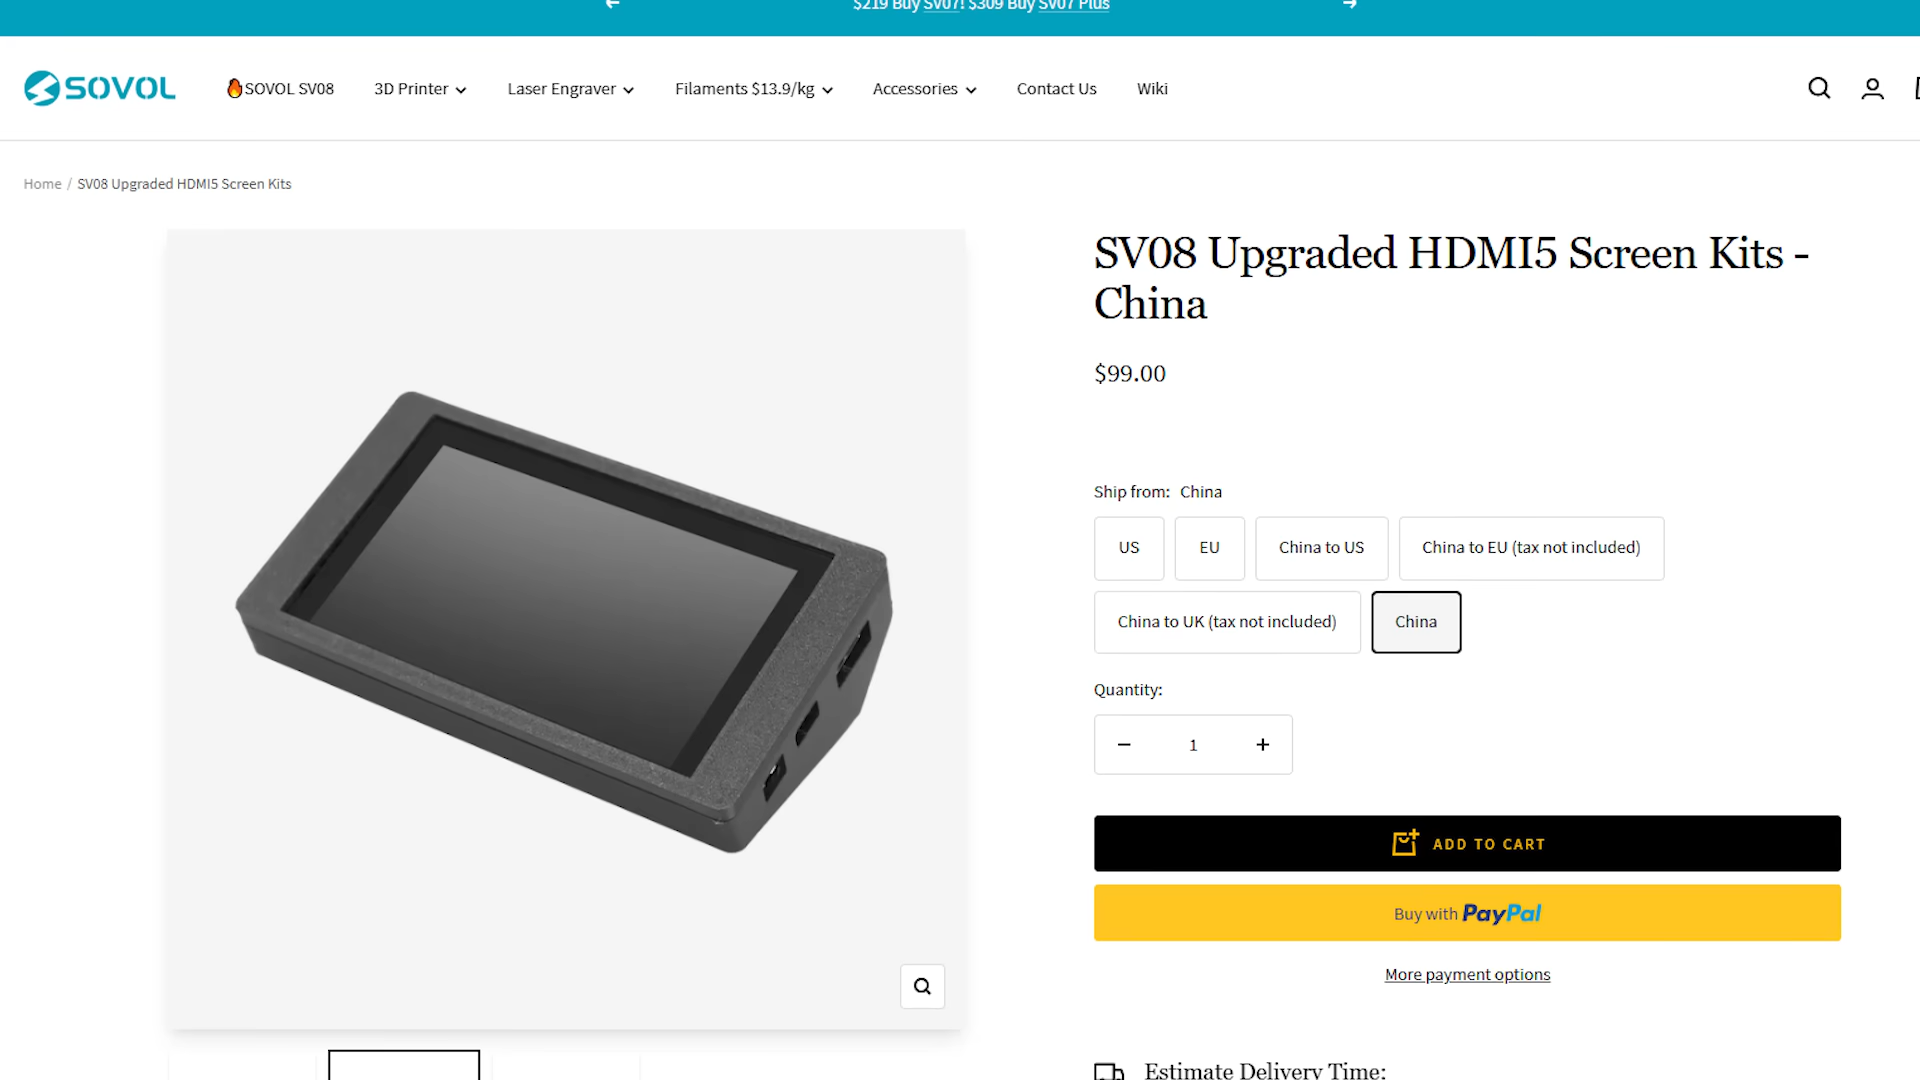 $219 Buy SV07! $309 Buy SV07 Plus
SOVOL
SOVOL SV08
3D Printer
Laser Engraver
Filaments $13.9/kg
Accessories
Contact Us
Wiki
Home / SV08 Upgraded HDMI5 Screen Kits
SV08 Upgraded HDMI5 Screen Kits -
China
$99.00
Ship from: China
US
EU
China to US
China to EU (tax not included)
China to UK (tax not included)
China
Quantity:
1
ADD TO CART
Buy with PayPal
More payment options
Estimate Delivery Time: